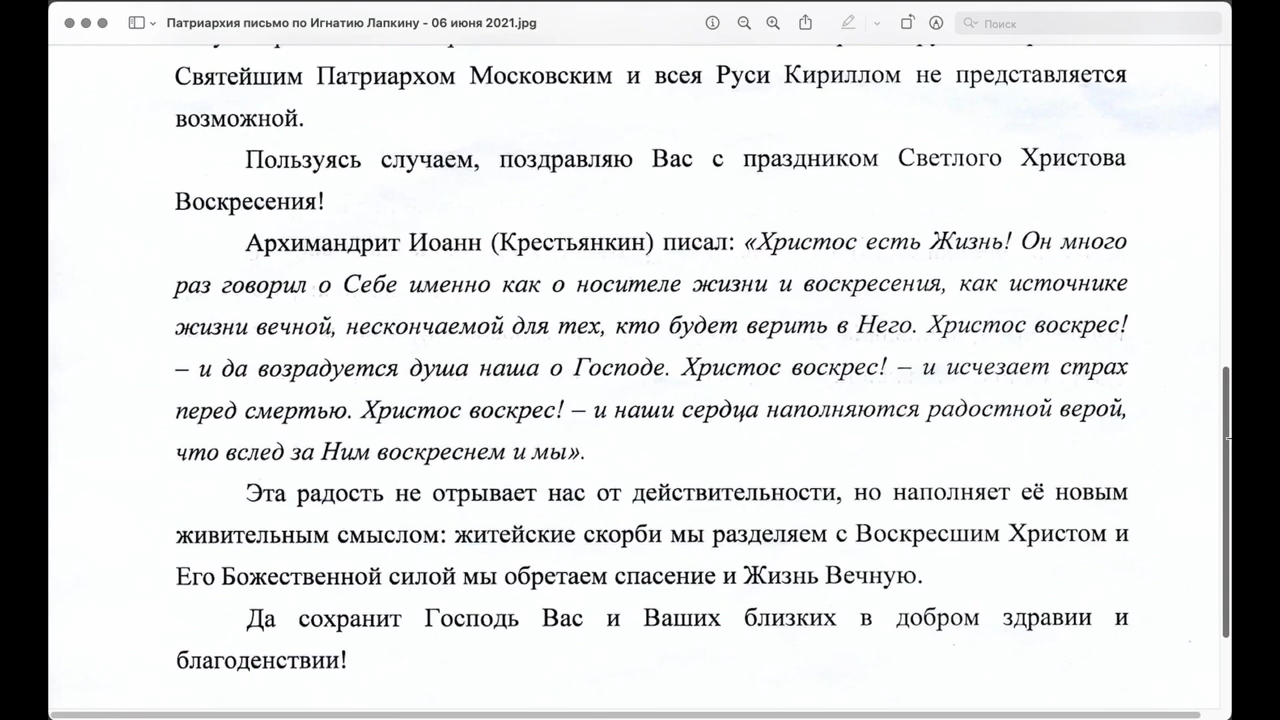 Патриархия письмо по Игнатию Лапкину - 06 июня 2021.jpg
Поиск
Святейшим Патриархом Московским и всея Руси Кириллом не представляется
возможной.
Пользуясь случаем, поздравляю Вас с праздником Светлого Христова
Воскресения!
Архимандрит Иоанн (Крестьянкин) писал: «Христос есть Жизнь! Он много
раз говорил о Себе именно как о носителе жизни и воскресения, как источнике
жизни вечной, нескончаемой для тех, кто будет верить в Него. Христос воскрес!
– и да возрадуется душа наша о Господе. Христос воскрес! – и исчезает страх
перед смертью. Христос воскрес! – и наши сердца наполняются радостной верой,
что вслед за Ним воскреснем и мы».
Эта радость не отрывает нас от действительности, но наполняет её новым
живительным смыслом: житейские скорби мы разделяем с Воскресшим Христом и
Его Божественной силой мы обретаем спасение и Жизнь Вечную.
Да сохранит Господь Вас и Ваших близких в добром здравии и
благоденствии!